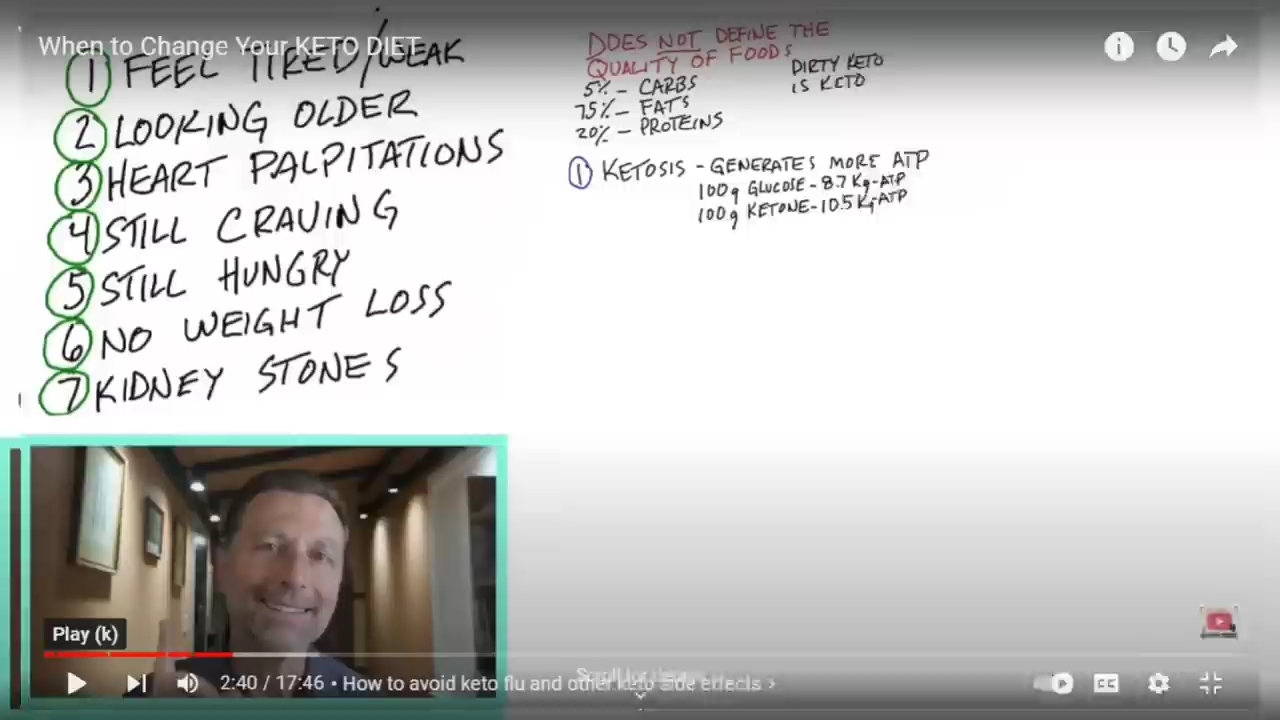 When to Change Your KETO DIET
1 FEEL TIRED/WEAK
2 LOOKING OLDER
3 HEART PALPITATIONS
4 STILL CRAVING
5 STILL HUNGRY
6 NO WEIGHT LOSS
7 KIDNEY STONES
DOES NOT DEFINE THE
QUALITY OF FOODS
5% - CARBS
75% - FATS
20% - PROTEINS
DIRTY KETO
IS KETO
1 KETOSIS - GENERATES MORE ATP
100g GLUCOSE - 8.7 Kg-ATP
100g KETONE - 10.5 Kg-ATP
Play (k)
2:40 / 17:46 • How to avoid keto flu and other keto side effects >
CC